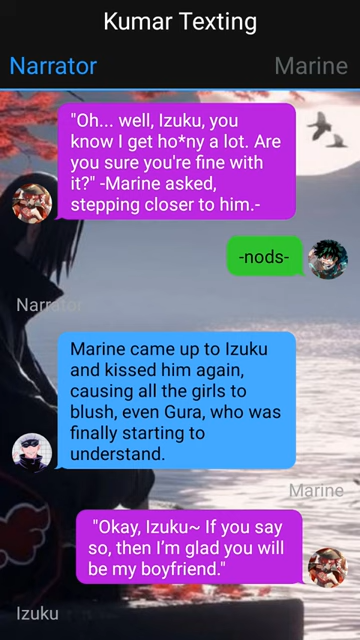 Kumar Texting
Narrator
Marine
"Oh... well, Izuku, you
know I get ho*ny a lot. Are
you sure you're fine with
it?" -Marine asked,
stepping closer to him.-
-nods-
Narrator
Marine came up to Izuku
and kissed him again,
causing all the girls to
blush, even Gura, who was
finally starting to
understand.
Marine
"Okay, Izuku~ If you say
so, then I'm glad you will
be my boyfriend."
Izuku